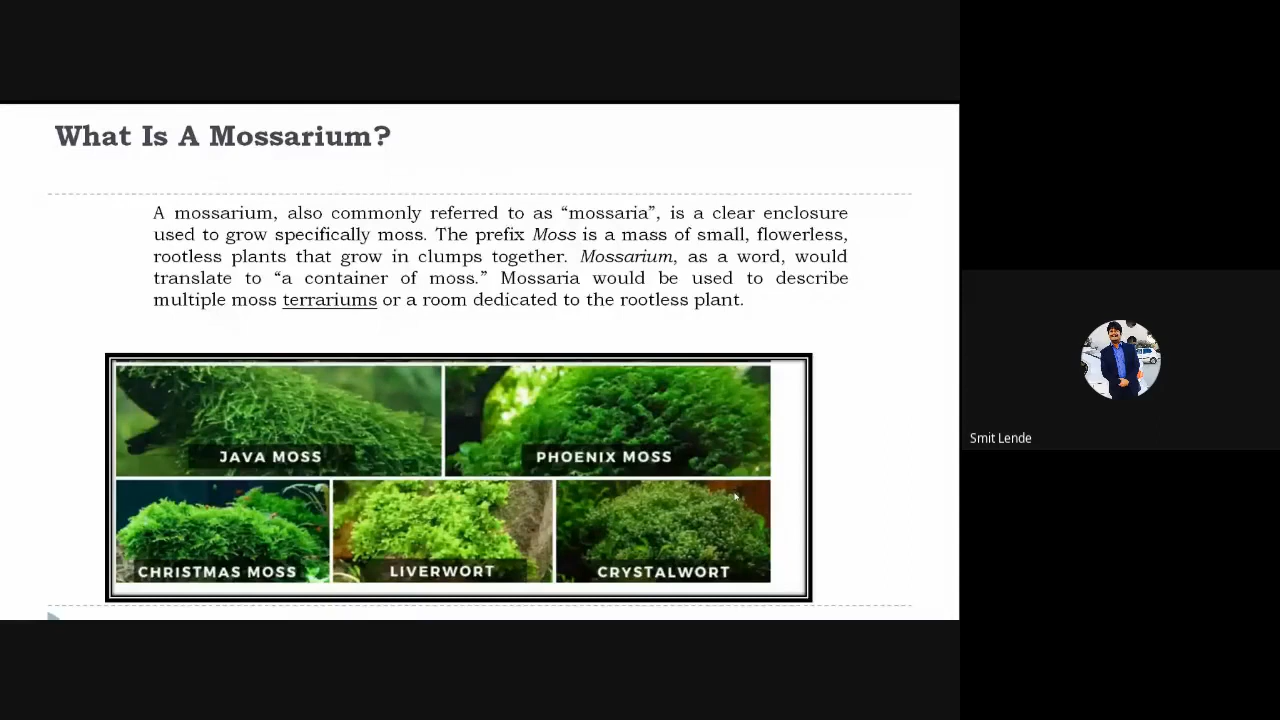 What Is A Mossarium?
A mossarium, also commonly referred to as “mossaria”, is a clear enclosure
used to grow specifically moss. The prefix Moss is a mass of small, flowerless,
rootless plants that grow in clumps together. Mossarium, as a word, would
translate to “a container of moss.” Mossaria would be used to describe
multiple moss terrariums or a room dedicated to the rootless plant.
JAVA MOSS
PHOENIX MOSS
CHRISTMAS MOSS
LIVERWORT
CRYSTALWORT
Smit Lende